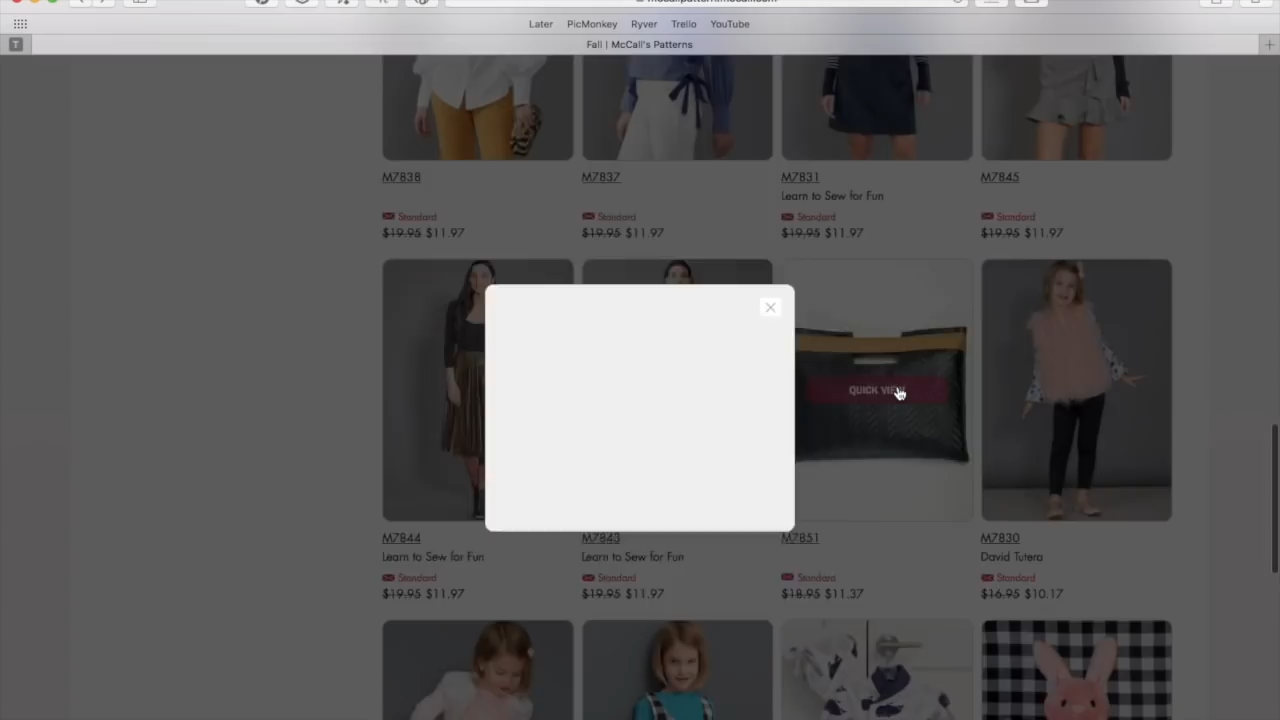 Later PicMonkey Ryver Trello YouTube
T Fall | McCall's Patterns +
M7838 M7837 M7831 M7845
Learn to Sew for Fun
Standard Standard Standard Standard
$19.95 $11.97 $19.95 $11.97 $19.95 $11.97 $19.95 $11.97
QUICK VIEW
M7844 M7843 M7851 M7830
Learn to Sew for Fun Learn to Sew for Fun David Tutera
Standard Standard Standard Standard
$19.95 $11.97 $19.95 $11.97 $18.95 $11.37 $16.95 $10.17